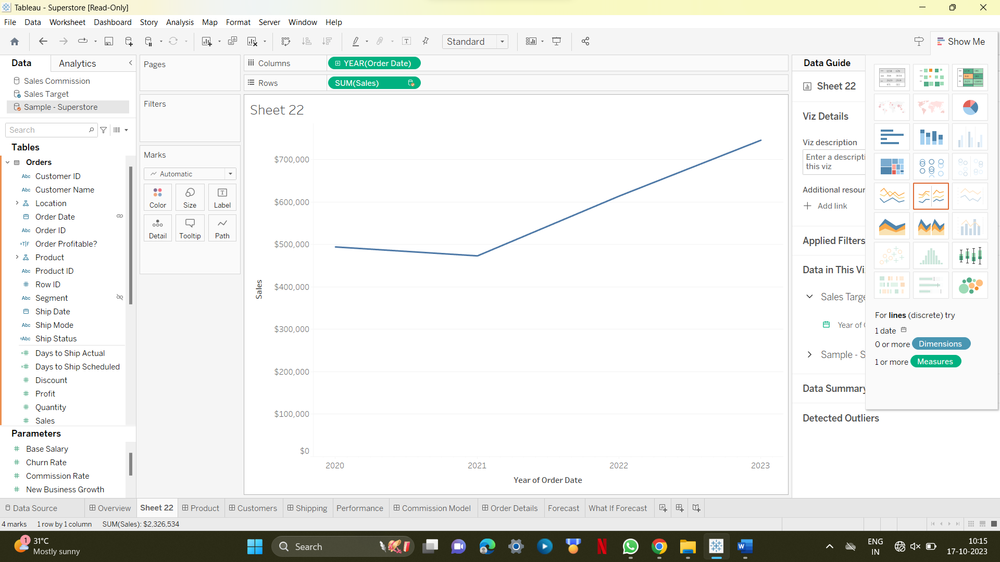 Tableau - Superstore [Read-Only]
File Data Worksheet Dashboard Story Analysis Map Format Server Window Help
Standard
Show Me
Data
Analytics
Sales Commission
Sales Target
Sample - Superstore
Search
Tables
Orders
Abc Customer ID
Abc Customer Name
Location
Order Date
Abc Order ID
=T|F Order Profitable?
Product
Abc Product ID
# Row ID
Abc Segment
Ship Date
Abc Ship Mode
=Abc Ship Status
=# Days to Ship Actual
=# Days to Ship Scheduled
# Discount
# Profit
# Quantity
# Sales
Parameters
# Base Salary
# Churn Rate
# Commission Rate
# New Business Growth
Pages
Filters
Marks
Automatic
Color
Size
Label
Detail
Tooltip
Path
Columns
YEAR(Order Date)
Rows
SUM(Sales)
Sheet 22
$700,000
$600,000
$500,000
$400,000
$300,000
$200,000
$100,000
$0
Sales
2020
2021
2022
2023
Year of Order Date
Data Guide
Sheet 22
Viz Details
Viz description
Enter a descripti
this viz
Additional resour
Add link
Applied Filters
Data in This Vi
Sales Targe
Year of
Sample - S
Data Summary
Detected Outliers
For lines (discrete) try
1 date
0 or more Dimensions
1 or more Measures
Data Source
Overview
Sheet 22
Product
Customers
Shipping
Performance
Commission Model
Order Details
Forecast
What If Forecast
4 marks
1 row by 1 column
SUM(Sales): $2,326,534
1
31°C
Mostly sunny
Search
ENG
IN
10:15
17-10-2023